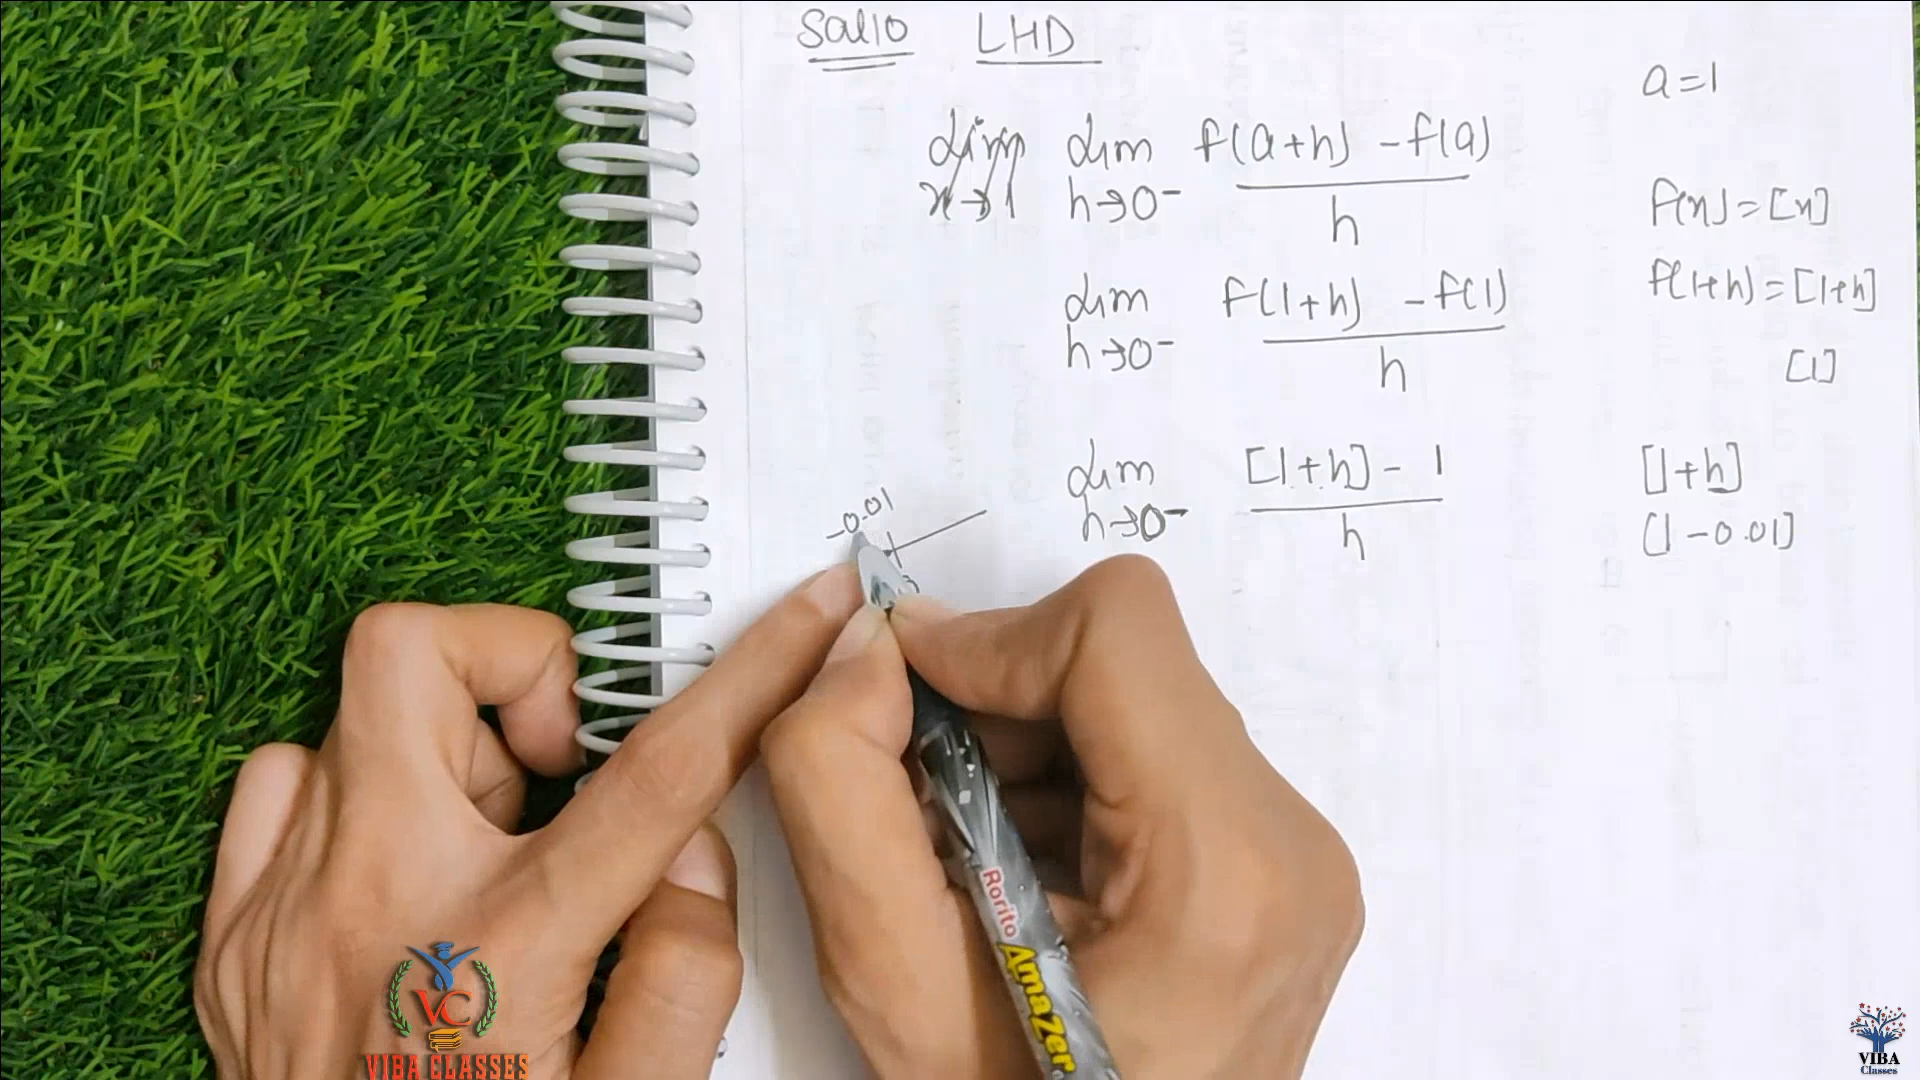 Sol10 LHD
a=1
lim lim f(a+h) - f(a)
x→1 h→0⁻ h
f(x) = [x]
lim f(1+h) - f(1)
h→0⁻ h
f(1+h) = [1+h]
[1]
lim [1+h] - 1
h→0⁻ h
[1+h]
[1-0.01]
-0.01
Rorito
Amazer
VC
VIBA CLASSES
VIBA
Classes